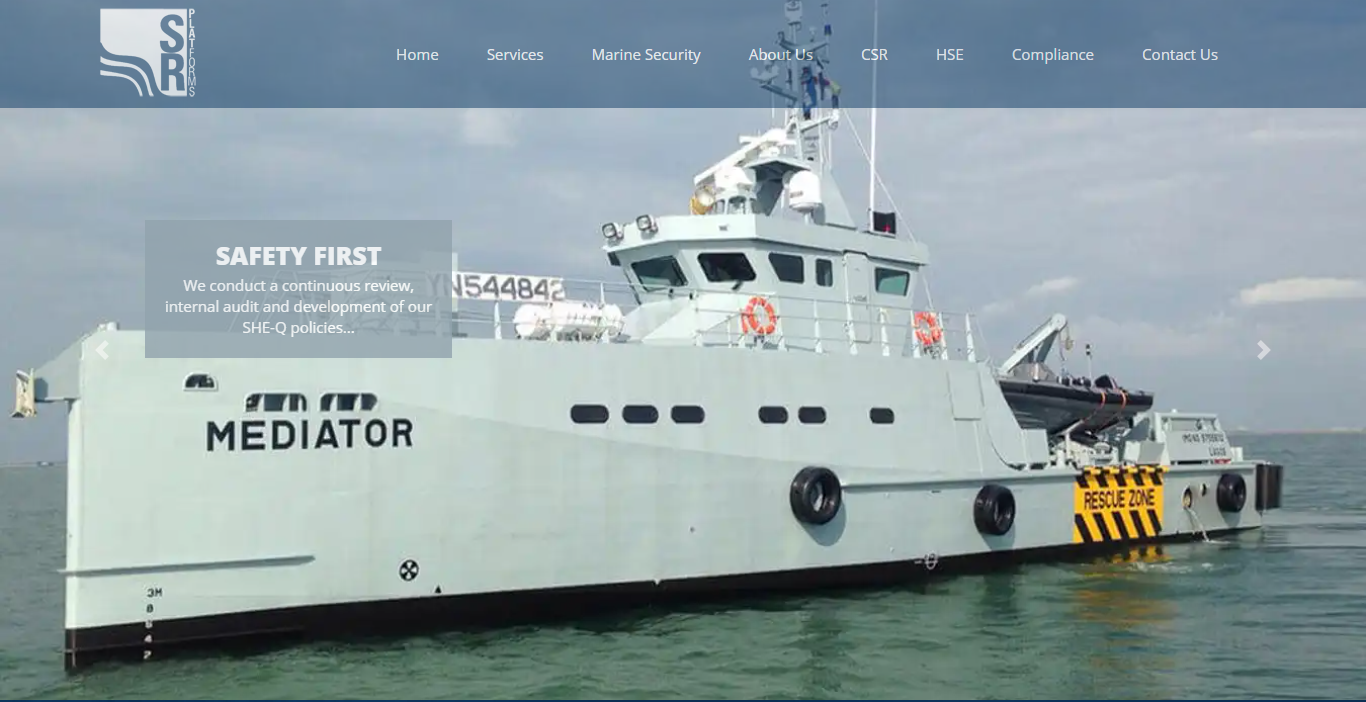 SR
PLATFORMS
Home Services Marine Security About Us CSR HSE Compliance Contact Us
SAFETY FIRST
We conduct a continuous review,
internal audit and development of our
SHE-Q policies...
YN544842
MEDIATOR
RESCUE ZONE
LAGOS
3M
8
6
4
2